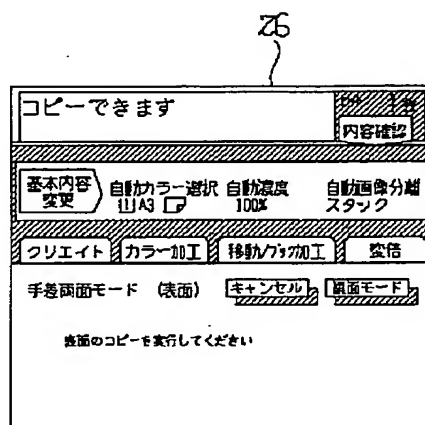 26
コピーできます
1枚
内容確認
基本内容 自動カラー選択 自動濃度 自動画像分離
変更 A3 100% スタック
クリエイト カラー加工 移動/ブック加工 変倍
手差両面モード (表面) キャンセル 裏面モード
表面のコピーを実行してください